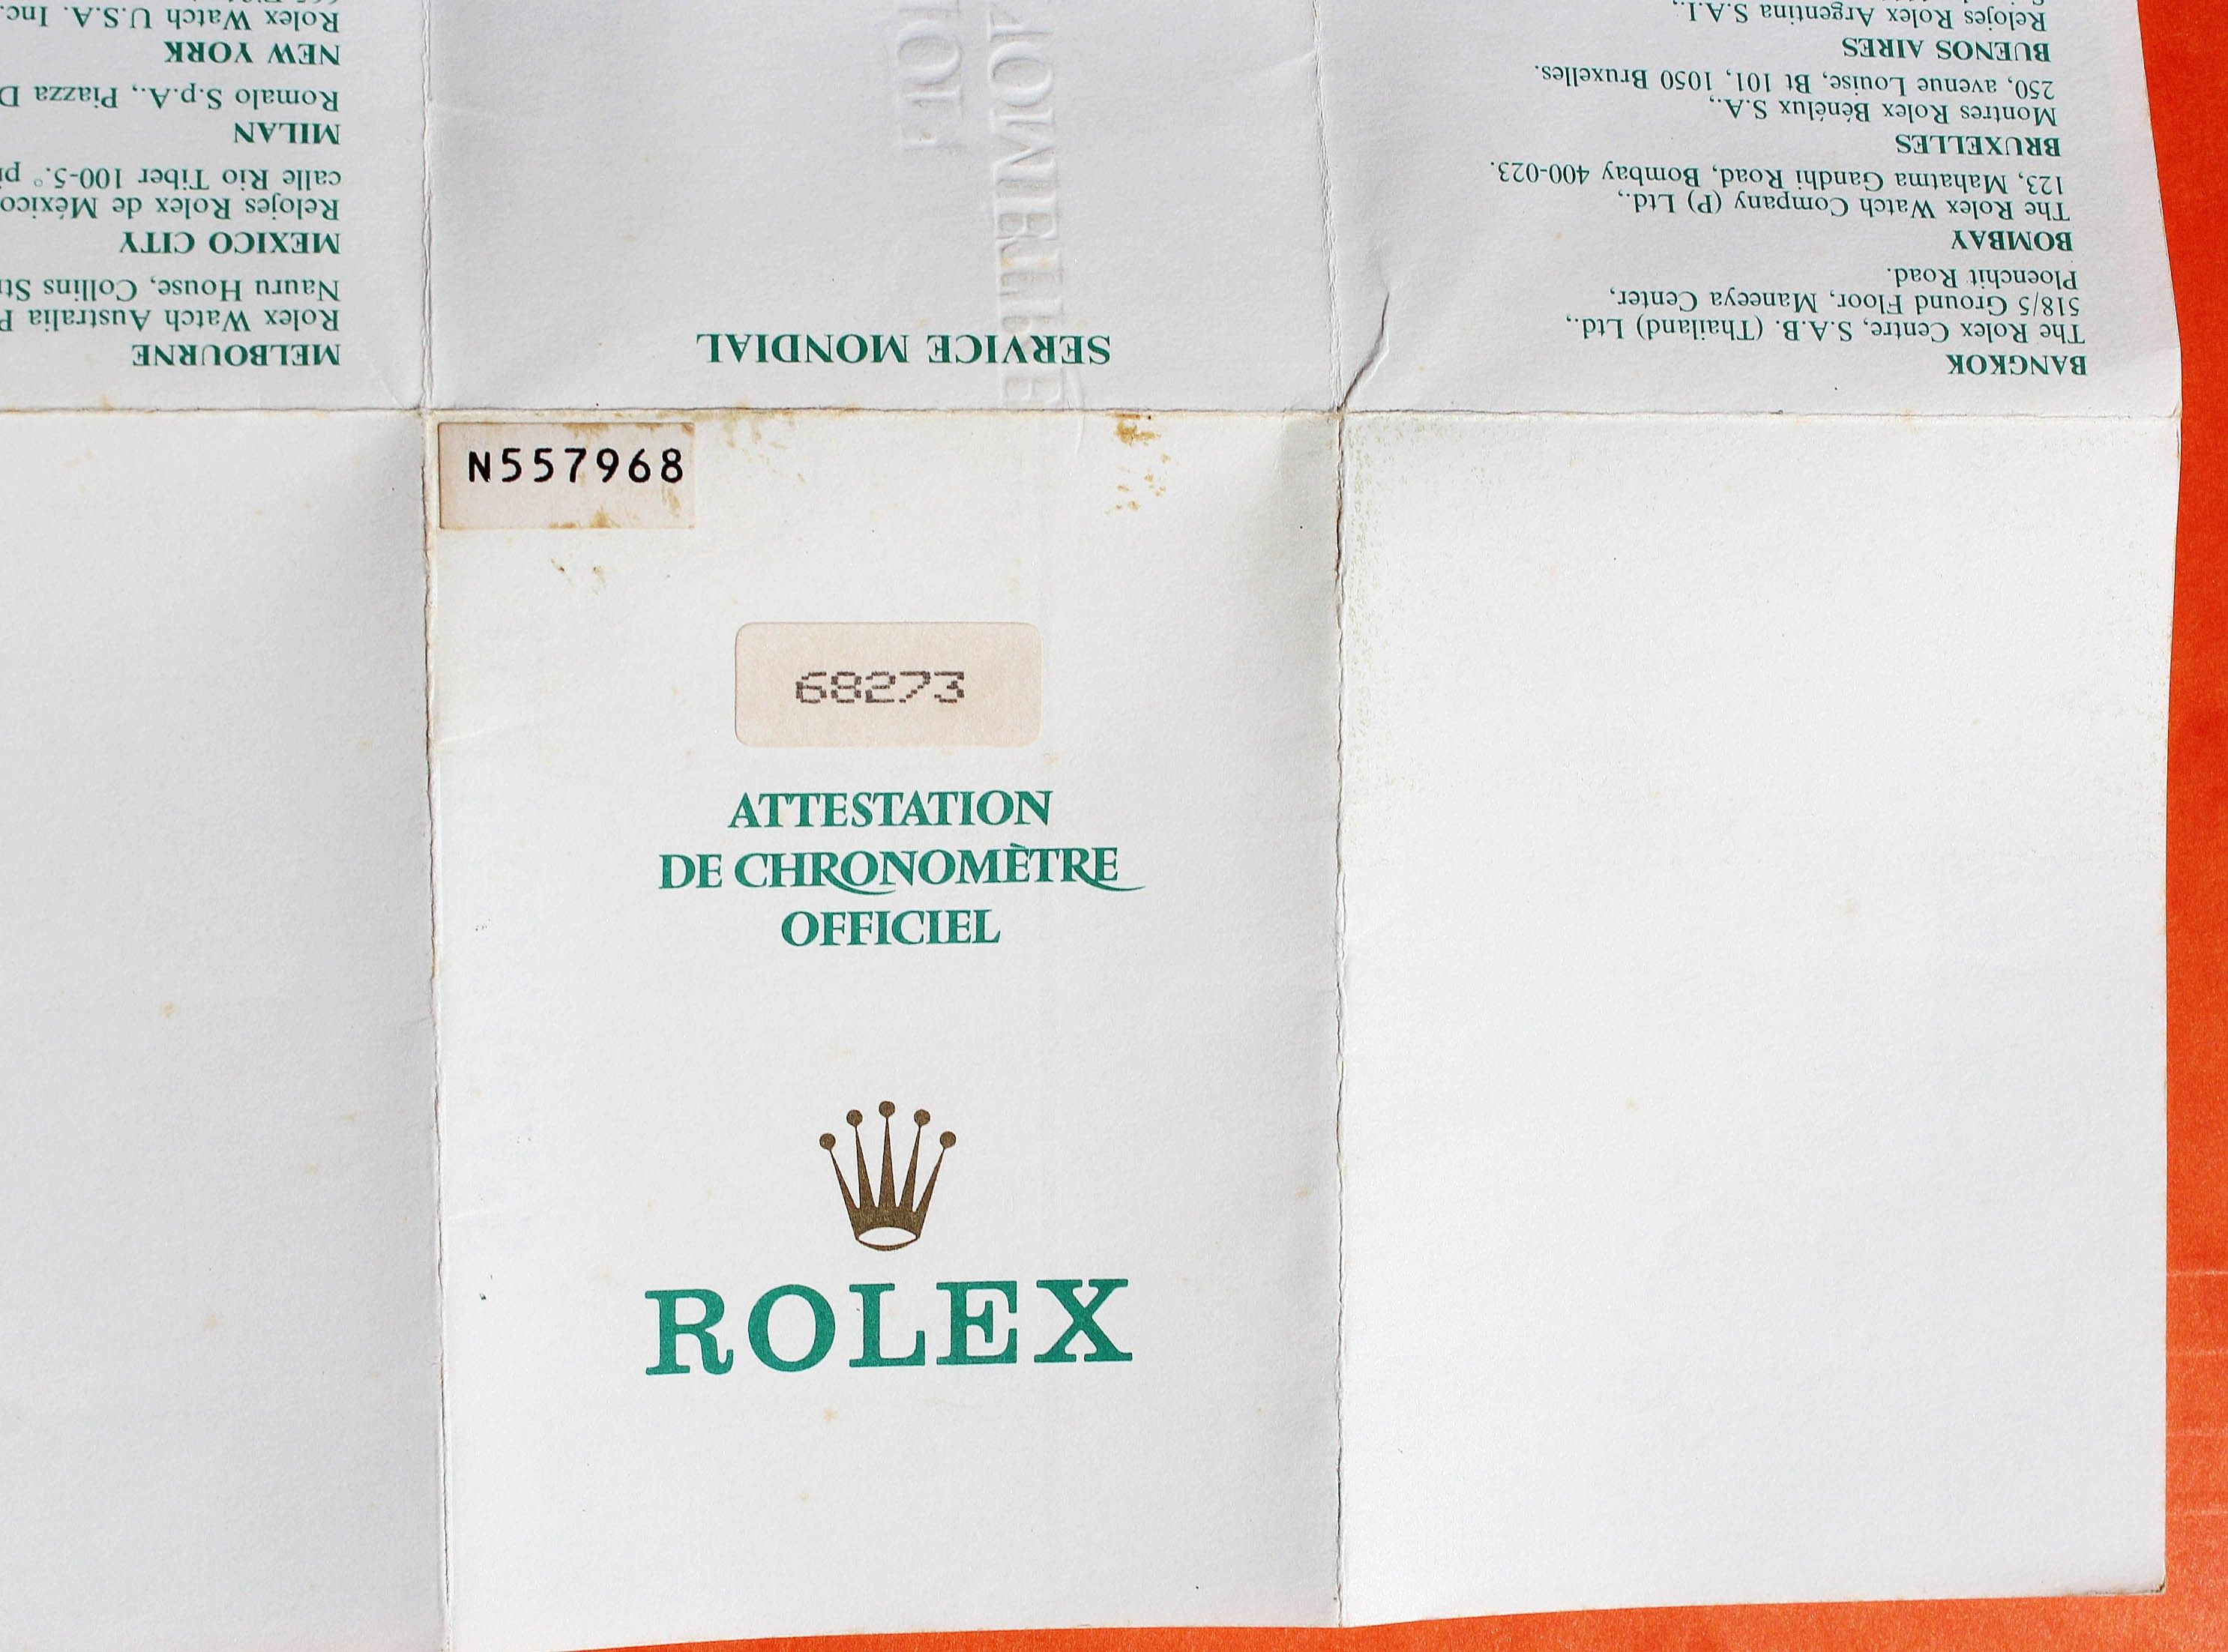 N557968
68273
ATTESTATION
DE CHRONOMÈTRE
OFFICIEL
ROLEX
SERVICE MONDIAL
BANGKOK
The Rolex Centre, S.A.B. (Thailand) Ltd.,
518/5 Ground Floor, Maneeya Center,
Ploenchit Road.
BOMBAY
The Rolex Watch Company (P) Ltd.,
123, Mahatma Gandhi Road, Bombay 400-023.
BRUXELLES
Montres Rolex Bénélux S.A.,
250, avenue Louise, Bt 101, 1050 Bruxelles.
BUENOS AIRES
Relojes Rolex Argentina S.A.I.,
MELBOURNE
Rolex Watch Australia P
Nauru House, Collins St
MEXICO CITY
Relojes Rolex de México
calle Rio Tiber 100-5.° pi
MILAN
Romalo S.p.A., Piazza D
NEW YORK
Rolex Watch U.S.A. Inc.